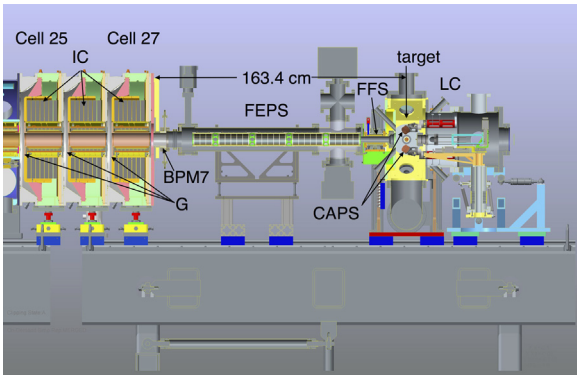 Cell 25
Cell 27
IC
163.4 cm
target
FEPS
FFS
LC
BPM7
G
CAPS